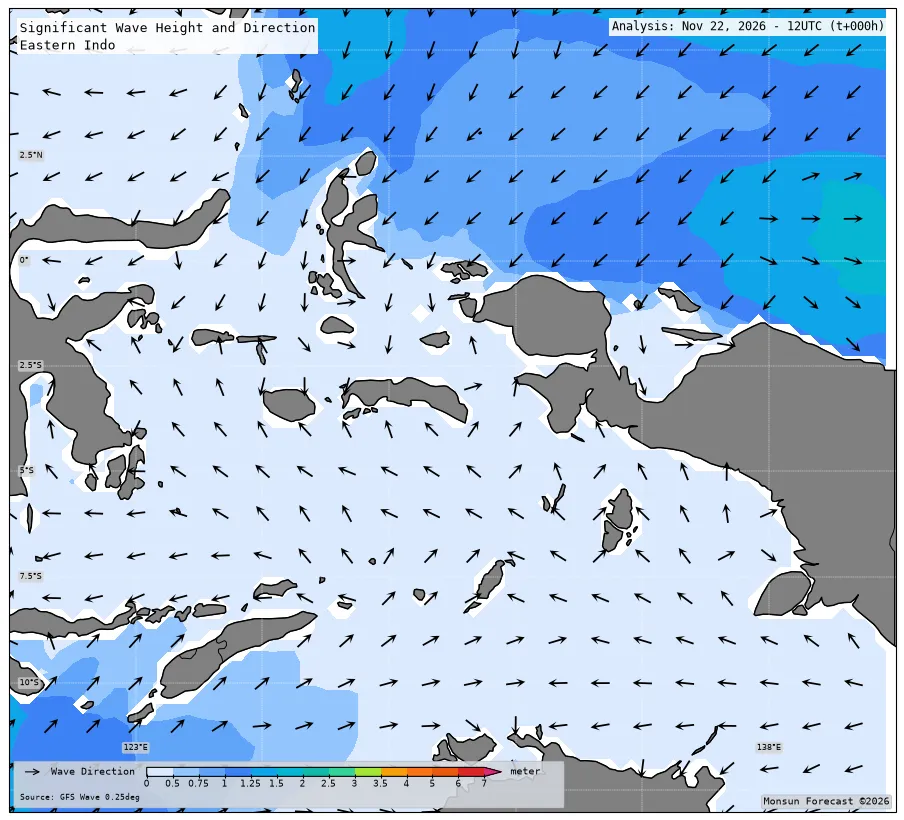 Significant Wave Height and Direction
Eastern Indo
Analysis: Nov 22, 2026 - 12UTC (t+000h)
2.5°N
0°
2.5°S
5°S
7.5°S
10°S
123°E
138°E
Wave Direction
0 0.5 0.75 1 1.25 1.5 2 2.5 3 3.5 4 5 6 7
meter
Source: GFS Wave 0.25deg
Monsun Forecast ©2026